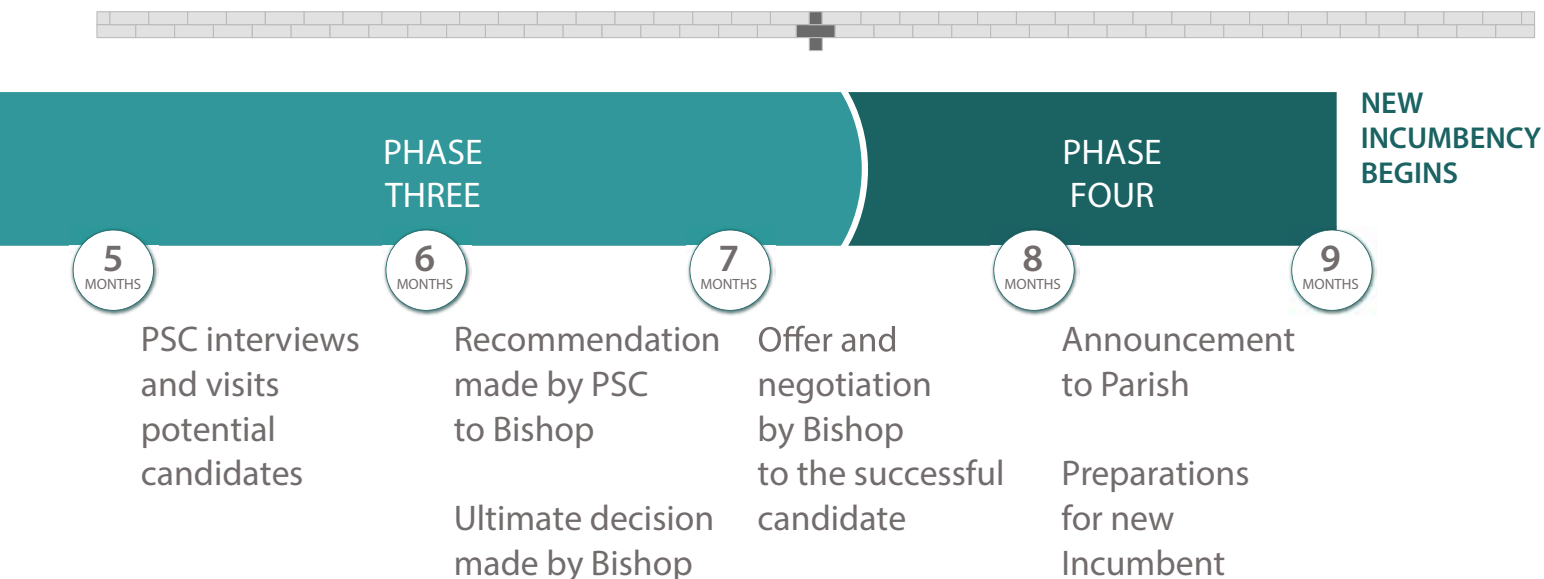 PHASE
THREE
PHASE
FOUR
NEW
INCUMBENCY
BEGINS
5
MONTHS
6
MONTHS
7
MONTHS
8
MONTHS
9
MONTHS
PSC interviews
and visits
potential
candidates
Recommendation
made by PSC
to Bishop
Ultimate decision
made by Bishop
Offer and
negotiation
by Bishop
to the successful
candidate
Announcement
to Parish
Preparations
for new
Incumbent